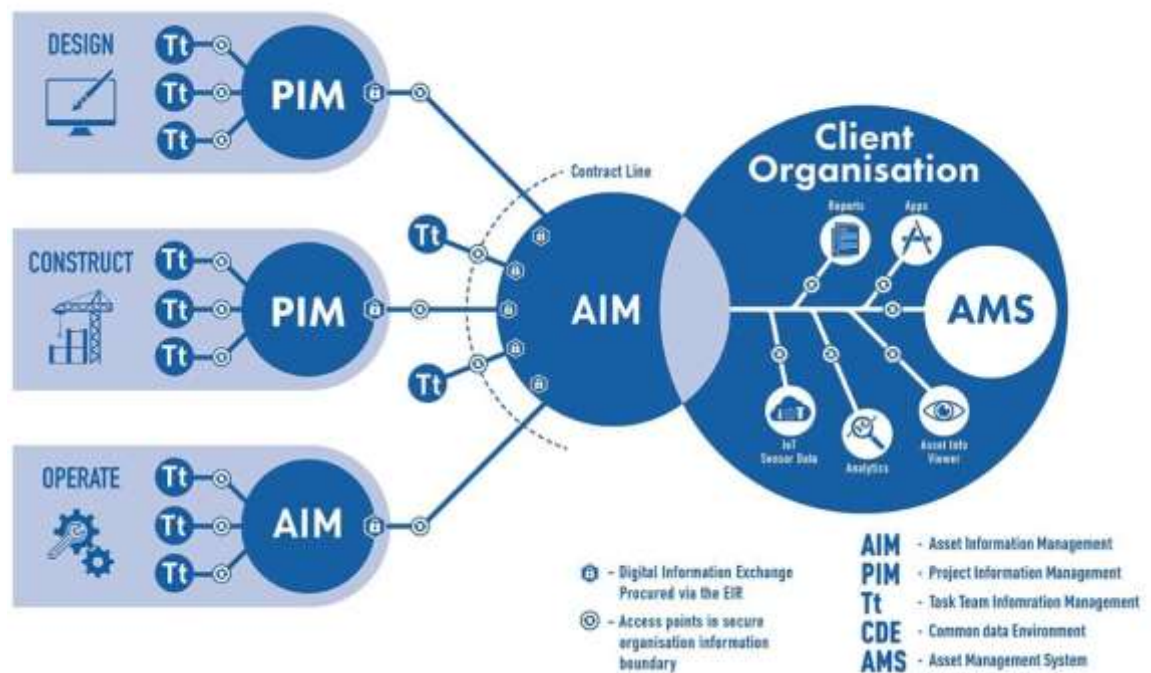 DESIGN
Tt
Tt
Tt
PIM
CONSTRUCT
Tt
Tt
Tt
PIM
OPERATE
Tt
Tt
Tt
AIM
Contract Line
Tt
Tt
AIM
Client
Organisation
Reports
Apps
AMS
IoT
IoT
Sensor Data
Analytics
Asset Info
Viewer
- Digital Information Exchange
Procured via the EIR
- Access points in secure
organisation information
boundary
AIM - Asset Information Management
PIM - Project Information Management
Tt - Task Team Infomration Management
CDE - Common data Environment
AMS - Asset Management System